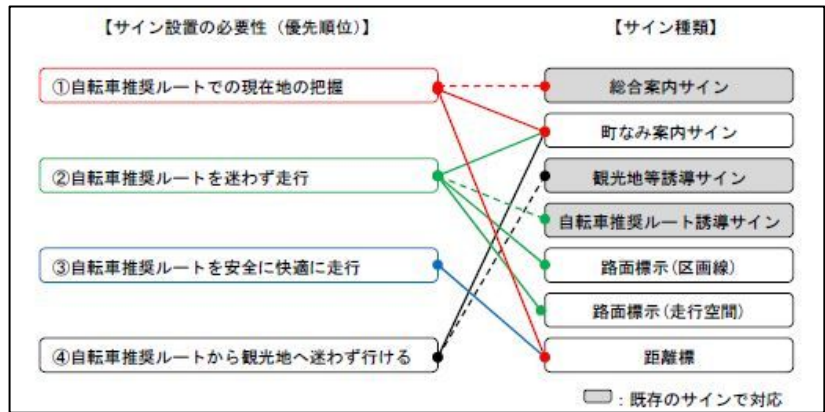 【サイン設置の必要性（優先順位）】
【サイン種類】
①自転車推奨ルートでの現在地の把握
②自転車推奨ルートを迷わず走行
③自転車推奨ルートを安全に快適に走行
④自転車推奨ルートから観光地へ迷わず行ける
総合案内サイン
町なみ案内サイン
観光地等誘導サイン
自転車推奨ルート誘導サイン
路面標示(区画線)
路面標示(走行空間)
距離標
：既存のサインで対応